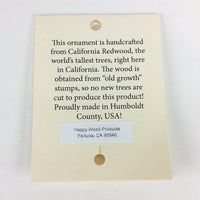 This ornament is handcrafted
from California Redwood, the
world's tallest trees, right here
in California. The wood is
obtained from "old growth"
stumps, so no new trees are
cut to produce this product!
Proudly made in Humboldt
County, USA!
Happy Wood Products
Fortuna, CA 95540